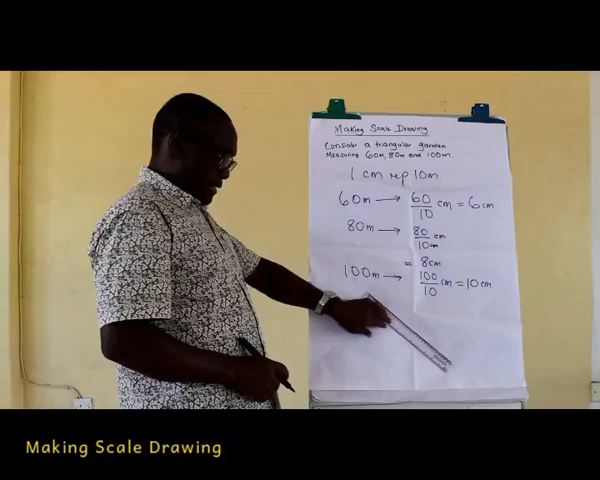 Making Scale Drawing
Consider a triangular garden
Measuring 60m, 80m and 100m.
1 cm rep 10m.
60m → 60/10 cm = 6cm
80m → 80/10cm cm
= 8cm
100m → 100/10 cm = 10cm
Making Scale Drawing